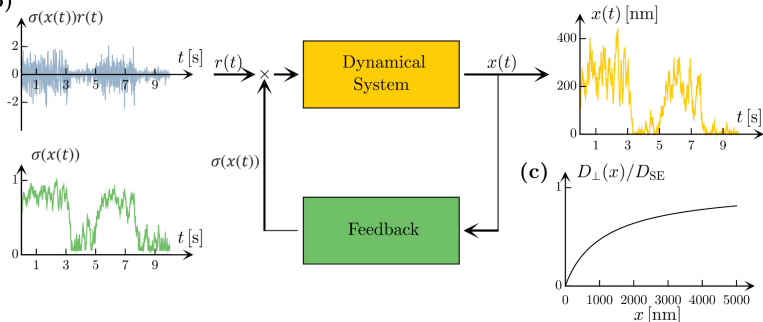 b)
σ(x(t))r(t)
t [s]
2
0
-2
1 3 5 7 9
r(t)
×
Dynamical
System
x(t)
x(t) [nm]
400
200
0
t [s]
1 3 5 7 9
σ(x(t))
1
0
t [s]
1 3 5 7 9
σ(x(t))
Feedback
(c)
D⊥(x)/D_SE
1
0
0 1000 2000 3000 4000 5000
x [nm]